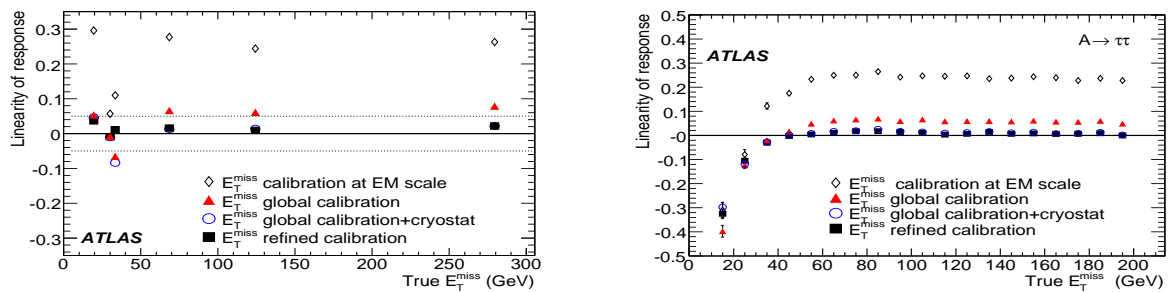 Linearity of response
0.3
0.2
0.1
0
-0.1
-0.2
-0.3
E_T^miss calibration at EM scale
E_T^miss global calibration
E_T^miss global calibration+cryostat
E_T^miss refined calibration
ATLAS
0 50 100 150 200 250 300
True E_T^miss (GeV)
Linearity of response
0.5
0.4
0.3
0.2
0.1
-0
-0.1
-0.2
-0.3
-0.4
-0.5
ATLAS
A→ ττ
E_T^miss calibration at EM scale
E_T^miss global calibration
E_T^miss global calibration+cryostat
E_T^miss refined calibration
0 20 40 60 80 100 120 140 160 180 200
True E_T^miss (GeV)